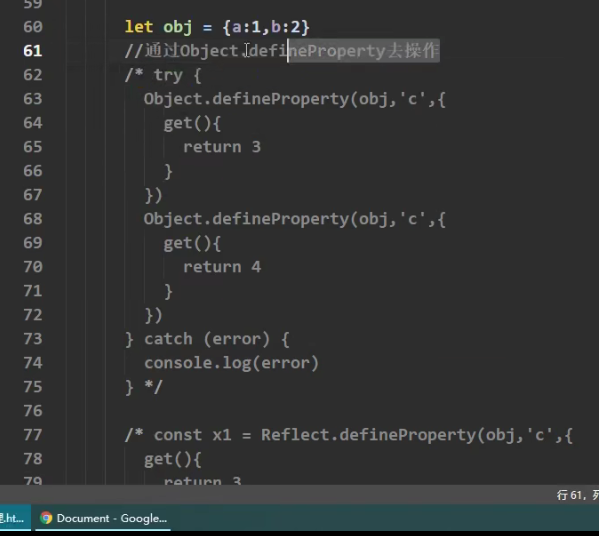 59
60 let obj = {a:1,b:2}
61 //通过Object.defineProperty去操作
62 /* try {
63 Object.defineProperty(obj,'c',{
64 get(){
65 return 3
66 }
67 })
68 Object.defineProperty(obj,'c',{
69 get(){
70 return 4
71 }
72 })
73 } catch (error) {
74 console.log(error)
75 } */
76
77 /* const x1 = Reflect.defineProperty(obj,'c',{
78 get(){
79 return 3
行 61, 列
.ht... Document - Google...